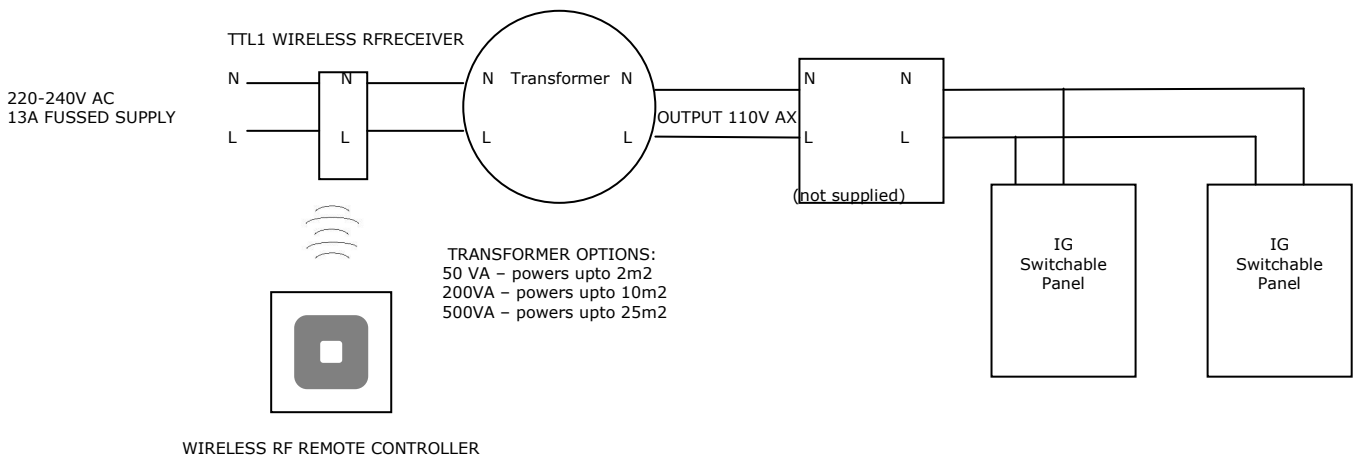 TTL1 WIRELESS RFRECEIVER
220-240V AC
13A FUSSED SUPPLY
N
N
N Transformer N
OUTPUT 110V AX
N
N
L
L
L
L
L
L
(not supplied)
IG
Switchable
Panel
IG
Switchable
Panel
TRANSFORMER OPTIONS:
50 VA – powers upto 2m2
200VA – powers upto 10m2
500VA – powers upto 25m2
WIRELESS RF REMOTE CONTROLLER